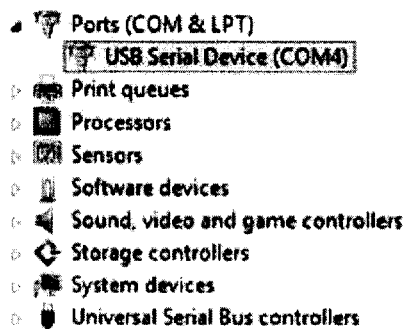 Ports (COM & LPT)
USB Serial Device (COM4)
Print queues
Processors
Sensors
Software devices
Sound, video and game controllers
Storage controllers
System devices
Universal Serial Bus controllers